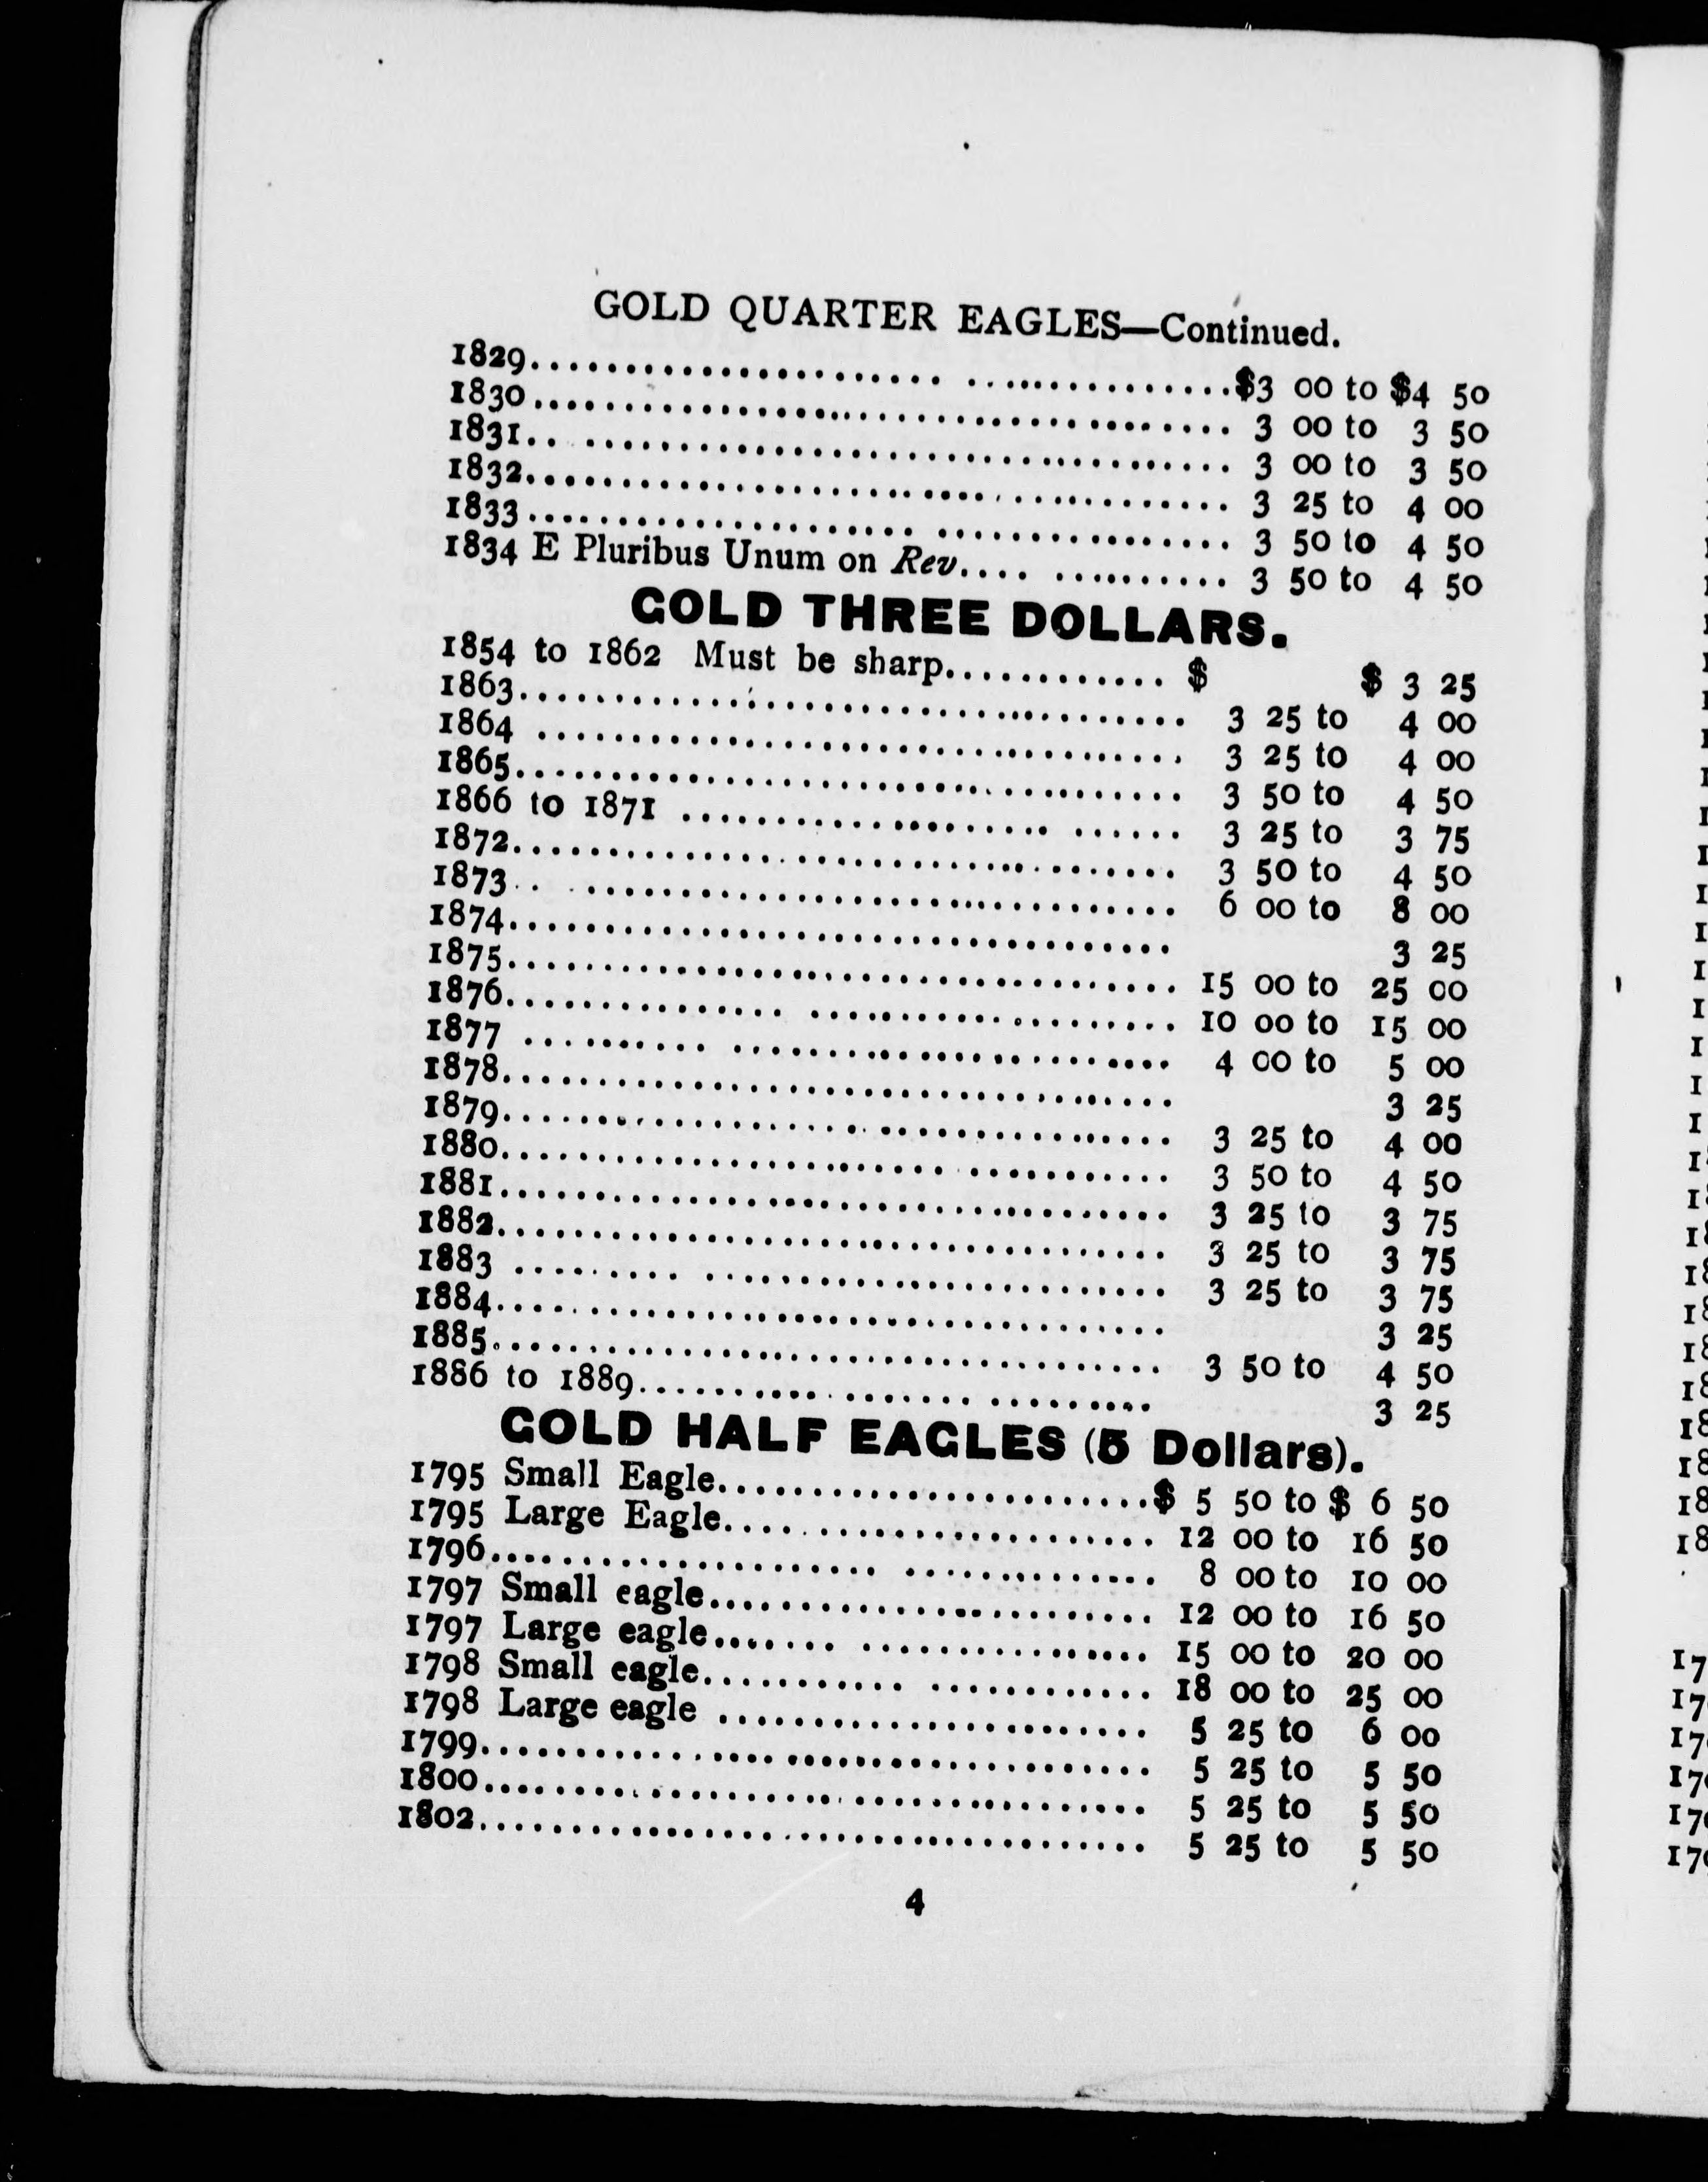 GOLD QUARTER EAGLES—Continued.
1829........................................$3 00 to $4 50
1830........................................ 3 00 to 3 50
1831........................................ 3 00 to 3 50
1832........................................ 3 25 to 4 00
1833........................................ 3 50 to 4 50
1834 E Pluribus Unum on Rev.... .......... 3 50 to 4 50
GOLD THREE DOLLARS.
1854 to 1862 Must be sharp............ $ $ 3 25
1863.................................... 3 25 to 4 00
1864 .................................... 3 25 to 4 00
1865.................................... 3 50 to 4 50
1866 to 1871 .......................... 3 25 to 3 75
1872.................................... 3 50 to 4 50
1873.................................... 6 00 to 8 00
1874.................................... 3 25
1875.................................... 15 00 to 25 00
1876.................................... 10 00 to 15 00
1877 .................................... 4 00 to 5 00
1878.................................... 3 25
1879.................................... 3 25 to 4 00
1880.................................... 3 50 to 4 50
1881.................................... 3 25 to 3 75
1882.................................... 3 25 to 3 75
1883 .................................... 3 25 to 3 75
1884.................................... 3 25
1885.................................... 3 50 to 4 50
1886 to 1889............................ 3 25
GOLD HALF EAGLES (5 Dollars).
1795 Small Eagle........................$ 5 50 to $ 6 50
1795 Large Eagle........................ 12 00 to 16 50
1796.................................... 8 00 to 10 00
1797 Small eagle........................ 12 00 to 16 50
1797 Large eagle........................ 15 00 to 20 00
1798 Small eagle........................ 18 00 to 25 00
1798 Large eagle ........................ 5 25 to 6 00
1799.................................... 5 25 to 5 50
1800.................................... 5 25 to 5 50
1802.................................... 5 25 to 5 50
4